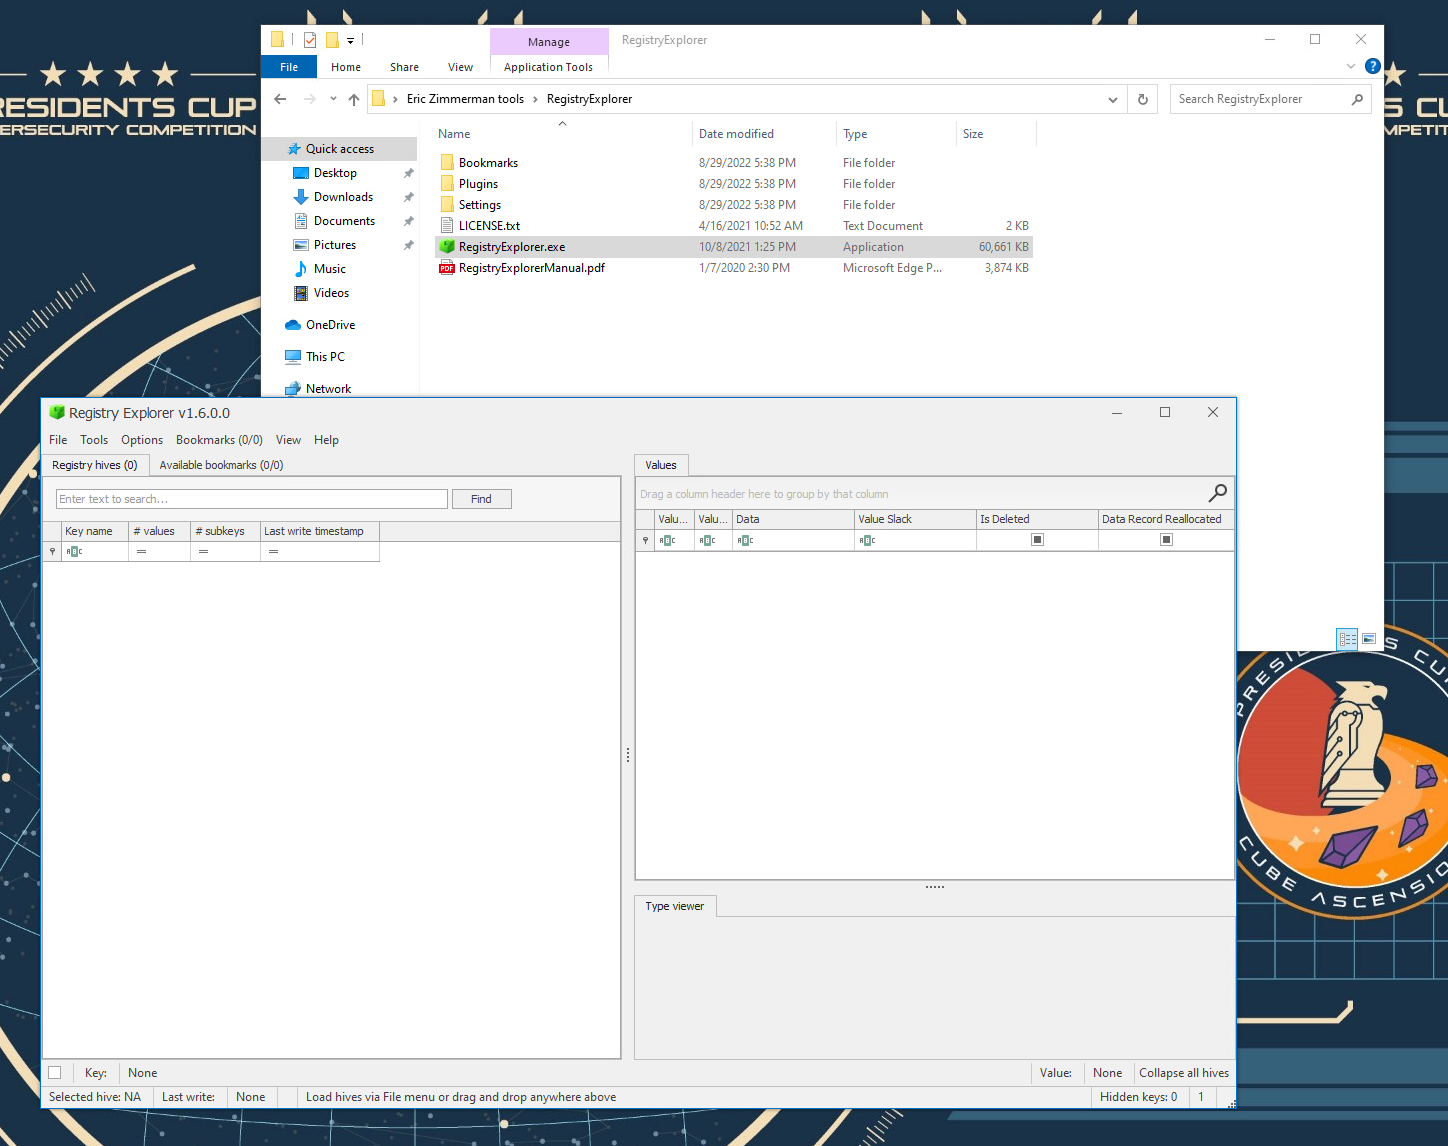 RESIDENTS CUP
ERSECURITY COMPETITION
Manage
RegistryExplorer
File
Home
Share
View
Application Tools
Eric Zimmerman tools
RegistryExplorer
Search RegistryExplorer
Name
Date modified
Type
Size
Quick access
Desktop
Downloads
Documents
Pictures
Music
Videos
OneDrive
This PC
Network
Bookmarks 8/29/2022 5:38 PM File folder
Plugins 8/29/2022 5:38 PM File folder
Settings 8/29/2022 5:38 PM File folder
LICENSE.txt 4/16/2021 10:52 AM Text Document 2 KB
RegistryExplorer.exe 10/8/2021 1:25 PM Application 60,661 KB
RegistryExplorerManual.pdf 1/7/2020 2:30 PM Microsoft Edge P... 3,874 KB
Registry Explorer v1.6.0.0
File Tools Options Bookmarks (0/0) View Help
Registry hives (0) Available bookmarks (0/0)
Enter text to search...
Find
Key name # values # subkeys Last write timestamp
Values
Drag a column header here to group by that column
Valu... Valu... Data Value Slack Is Deleted Data Record Reallocated
Type viewer
Key: None
Value: None Collapse all hives
Selected hive: NA Last write: None Load hives via File menu or drag and drop anywhere above
Hidden keys: 0 1
S CU
MPETIT
PRESIDENTS CUP
CUBE ASCENSIO